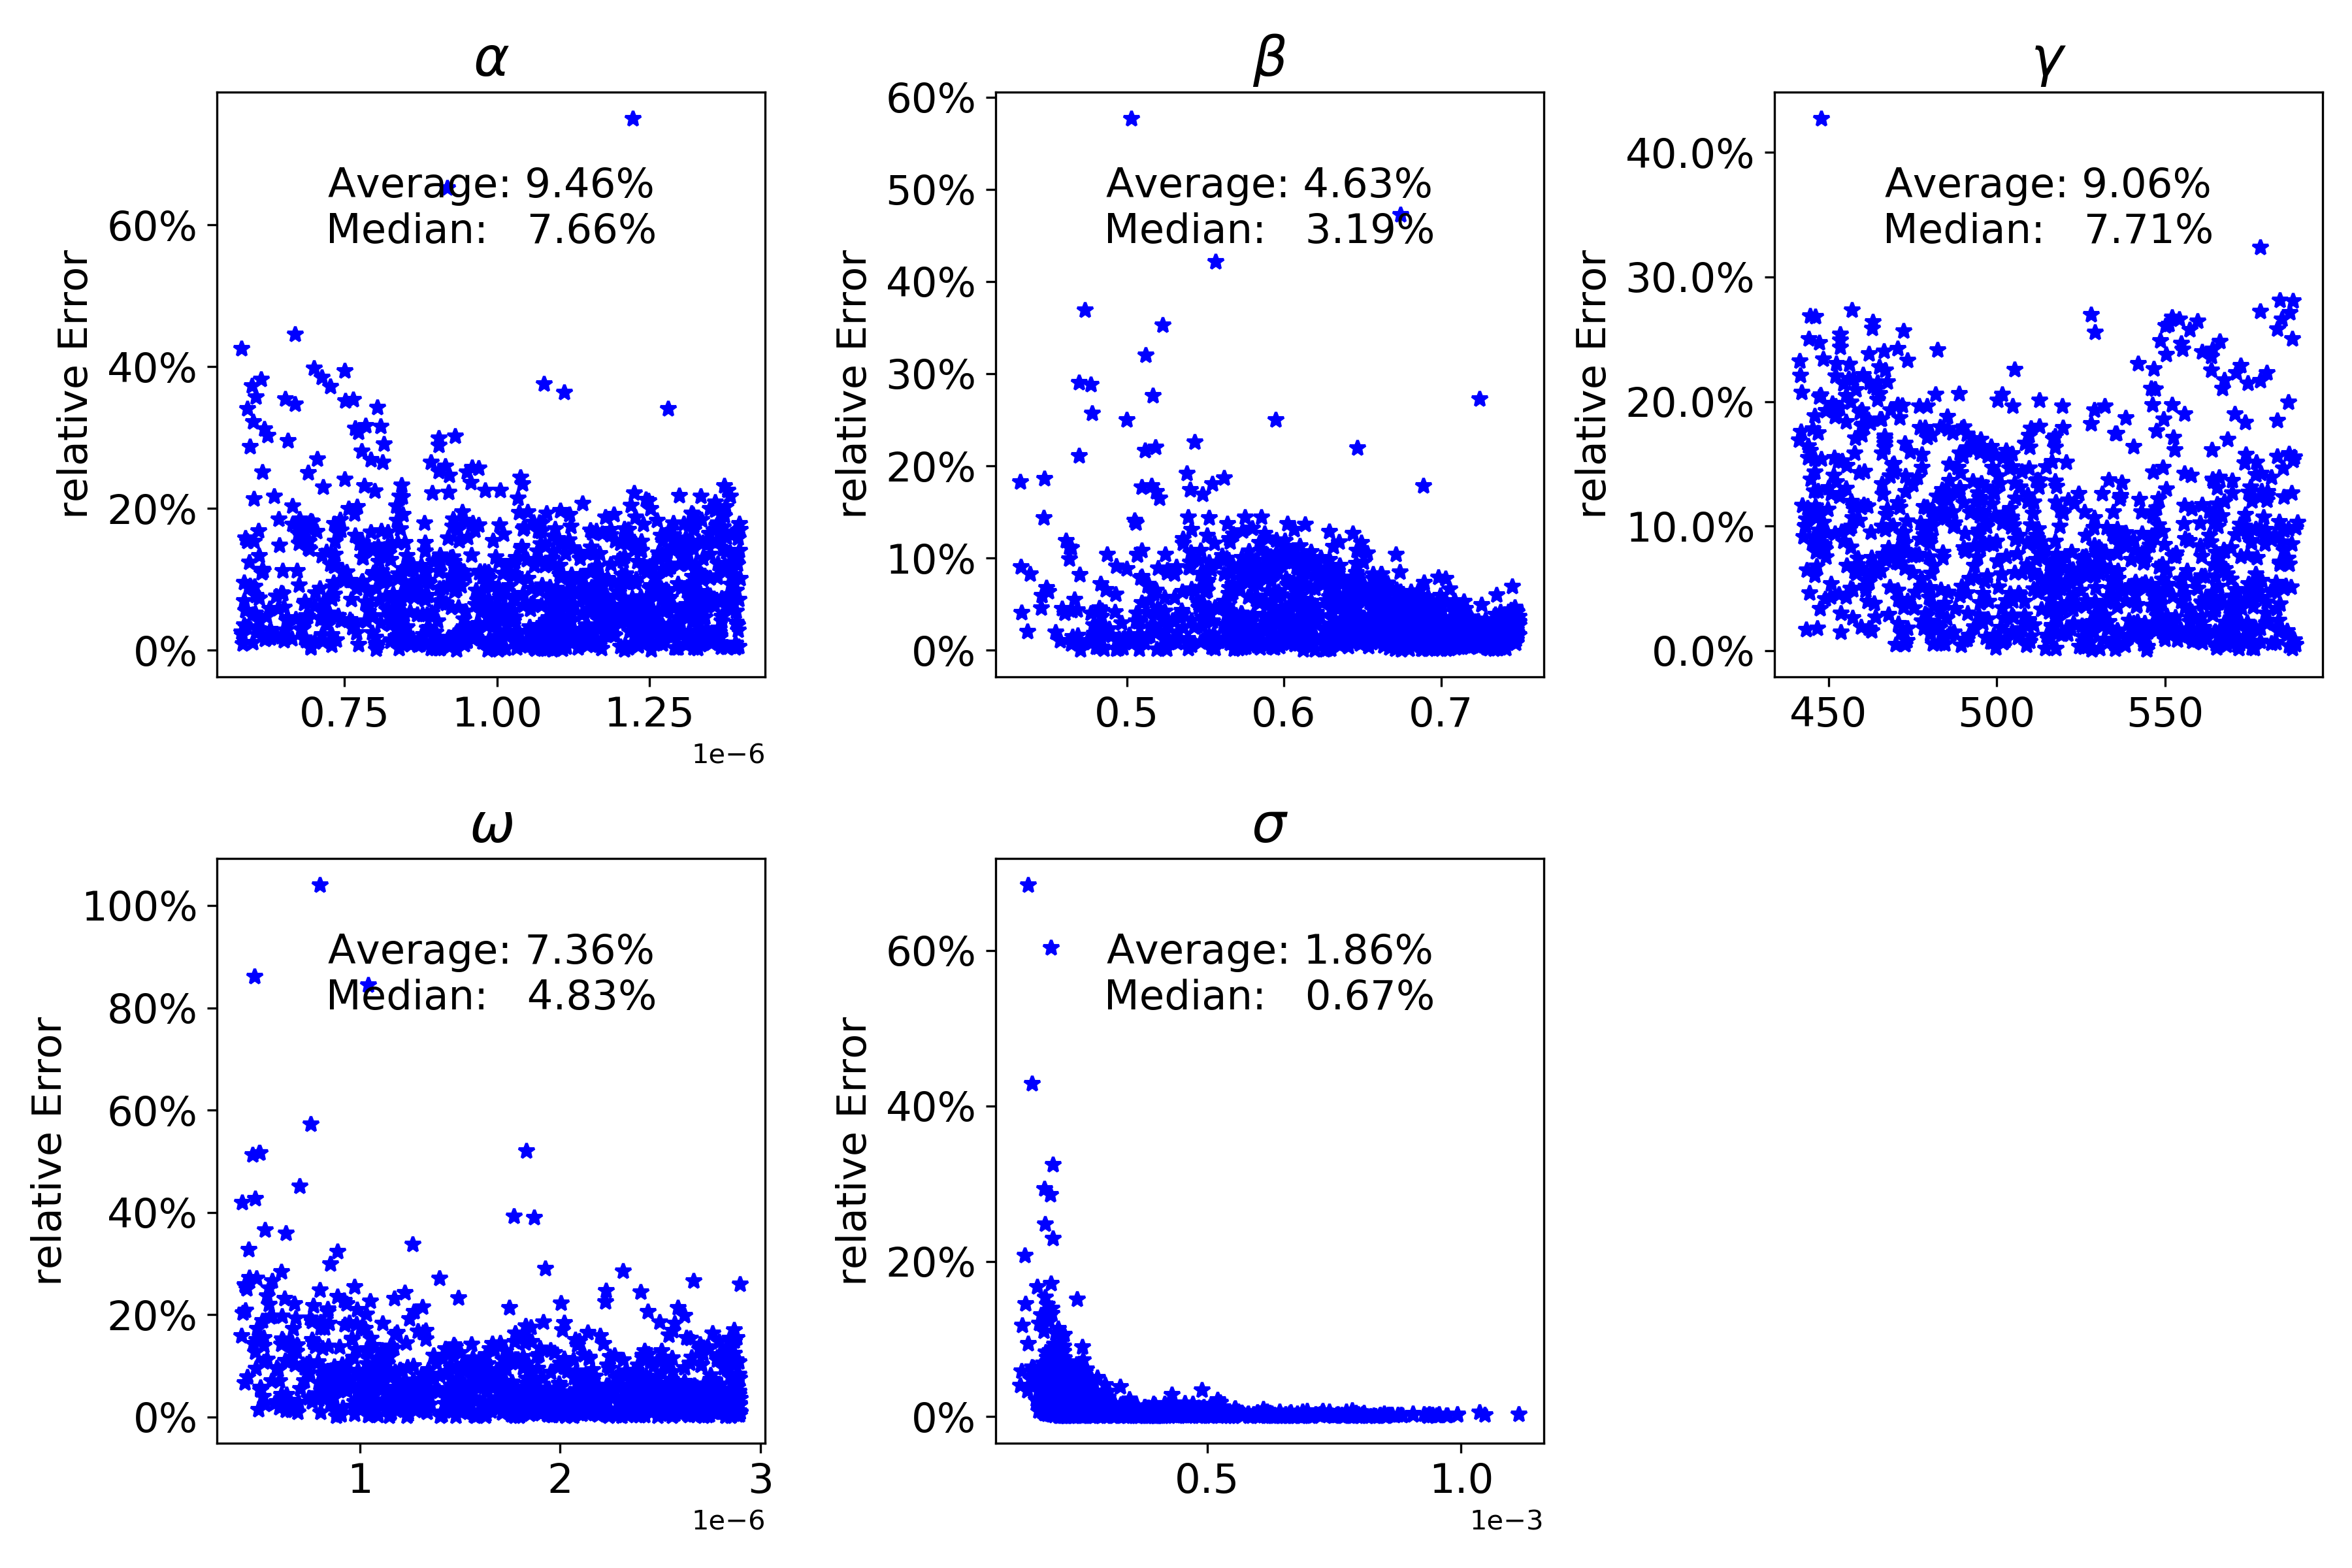 α
β
γ
relative Error
60%
40%
20%
0%
Average: 9.46%
Median: 7.66%
0.75 1.00 1.25
1e−6
relative Error
60%
50%
40%
30%
20%
10%
0%
Average: 4.63%
Median: 3.19%
0.5 0.6 0.7
relative Error
40.0%
30.0%
20.0%
10.0%
0.0%
Average: 9.06%
Median: 7.71%
450 500 550
ω
σ
relative Error
100%
80%
60%
40%
20%
0%
Average: 7.36%
Median: 4.83%
1 2 3
1e−6
relative Error
60%
40%
20%
0%
Average: 1.86%
Median: 0.67%
0.5 1.0
1e−3